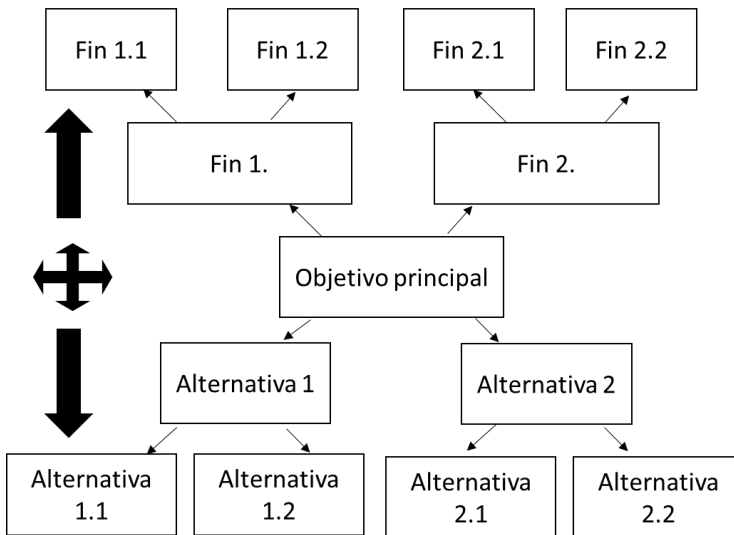 Fin 1.1
Fin 1.2
Fin 2.1
Fin 2.2
Fin 1.
Fin 2.
Objetivo principal
Alternativa 1
Alternativa 2
Alternativa
1.1
Alternativa
1.2
Alternativa
2.1
Alternativa
2.2